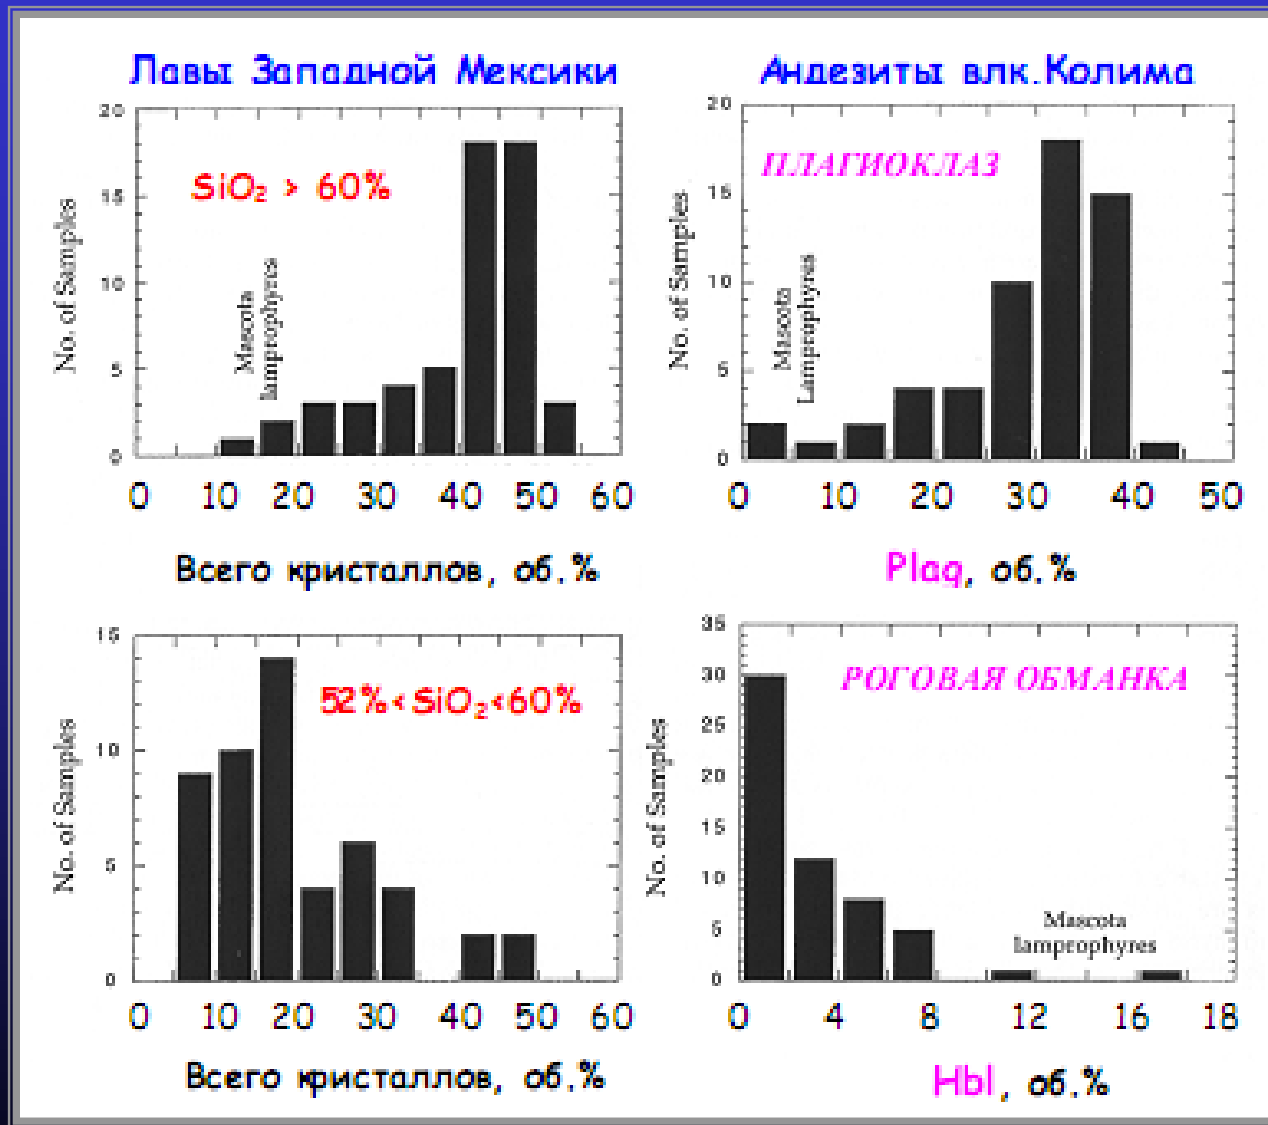 Лавы Западной Мексики
20
15
10
5
0
No. of Samples
SiO₂ > 60%
Mascota
lamprophyres
0 10 20 30 40 50 60
Всего кристаллов, об.%
Андезиты влк.Колима
20
15
10
5
0
No. of Samples
ПЛАГИОКЛАЗ
Mascota
Lamprophyres
0 10 20 30 40 50
Plag, об.%
15
10
5
0
No. of Samples
52%<SiO₂<60%
0 10 20 30 40 50 60
Всего кристаллов, об.%
35
30
25
20
15
10
5
0
No. of Samples
РОГОВАЯ ОБМАНКА
Mascota
lamprophyres
0 4 8 12 16 18
Hbl, об.%